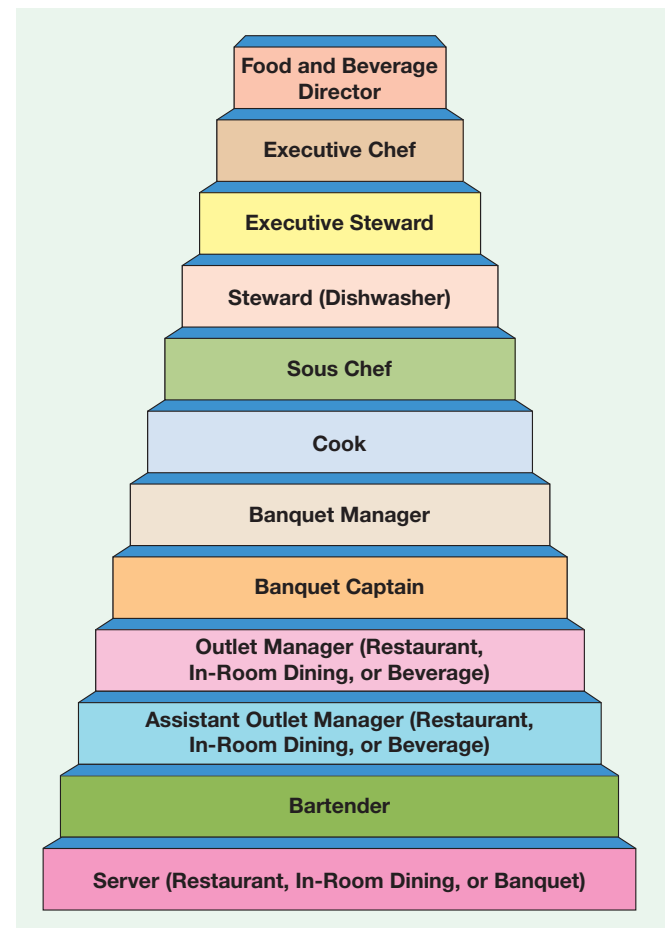 Food and Beverage
Director
Executive Chef
Executive Steward
Steward (Dishwasher)
Sous Chef
Cook
Banquet Manager
Banquet Captain
Outlet Manager (Restaurant,
In-Room Dining, or Beverage)
Assistant Outlet Manager (Restaurant,
In-Room Dining, or Beverage)
Bartender
Server (Restaurant, In-Room Dining, or Banquet)